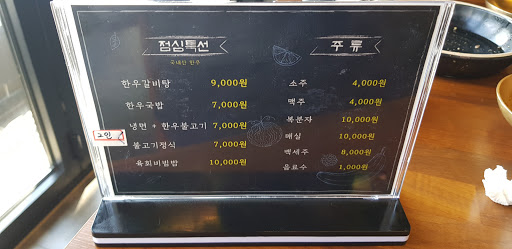 점심특선
국내산 한우
한우갈비탕 9,000원
한우국밥 7,000원
냉면 + 한우불고기 7,000원
2인
불고기정식 7,000원
육회비빔밥 10,000원
주류
소주 4,000원
맥주 4,000원
복분자 10,000원
매실 10,000원
백세주 8,000원
음료수 1,000원